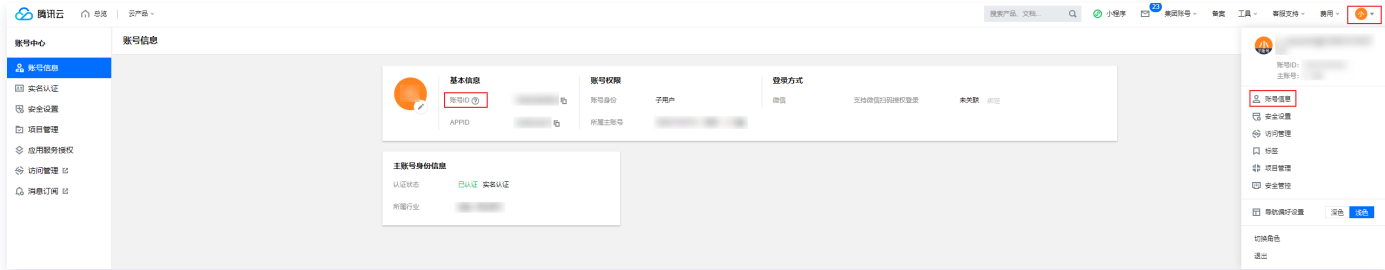 腾讯云 总览 云产品 搜索产品、文档... 小程序 23 集团账号 备案 工具 客服支持 费用 小
账号中心
账号信息
实名认证
安全设置
项目管理
应用服务授权
访问管理
消息订阅
账号信息
基本信息 账号权限 登录方式
账号ID 账号身份 子用户 微信 支持微信扫码授权登录 未关联 绑定
APPID 所属主账号
主账号身份信息
认证状态 已认证 实名认证
所属行业
小
子账号
账号ID:
主账号:
账号信息
安全设置
访问管理
标签
项目管理
安全管控
导航偏好设置 深色 浅色
切换角色
退出